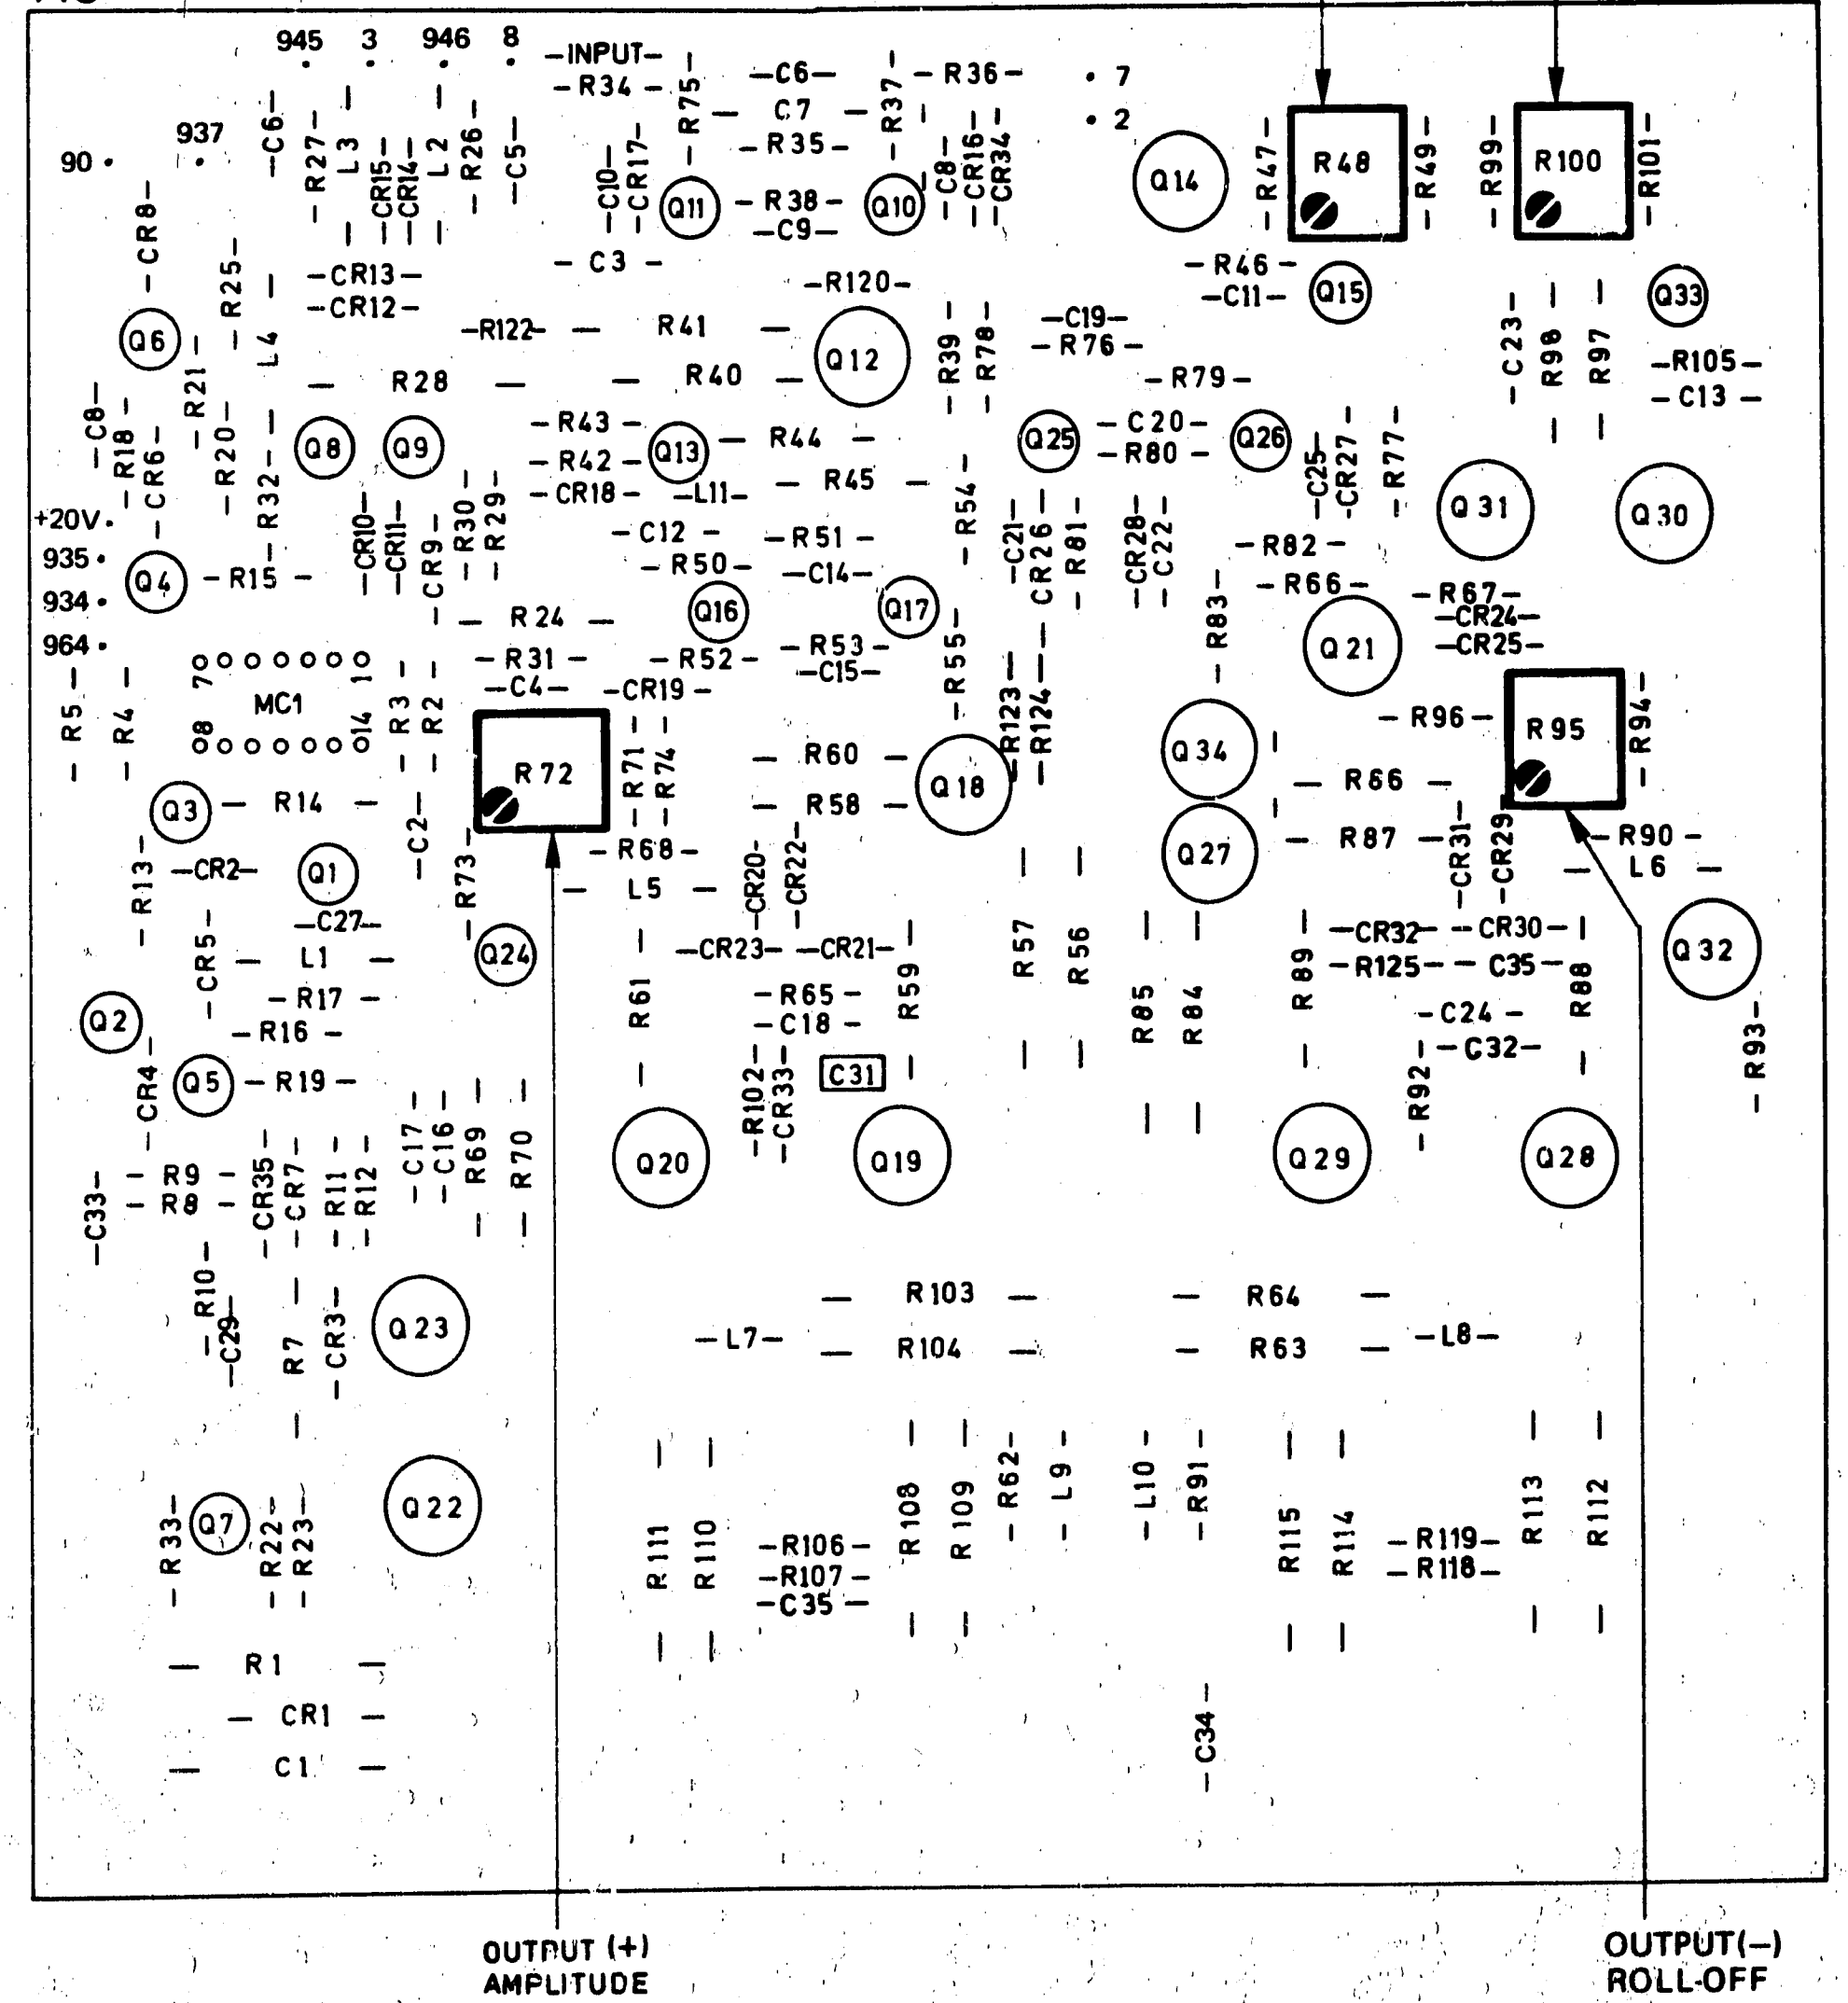 945 3 946 8 -INPUT-
-R34-
-R75-
-C6-
- C7 -
-R35-
-R37-
-R36-
• 7
• 2
937
90 •
-C6-
-R27-
- L3 -
-CR15-
-CR14-
- L2 -
-R26-
-C5-
-C10-
-CR17-
Q11
-R38-
-C9-
Q10
-C8-
-CR16-
-CR34-
Q14
-R47-
R48
-R49-
-R99-
R100
-R101-
-CR8-
-R25-
L4 -
-CR13-
-CR12-
- C3 -
-R120-
-R46-
-C11-
Q15
Q33
Q6
-R21-
-R122-
- R41 -
Q12
-R39-
-R78-
-C19-
-R76-
-C23-
- R98 -
- R97 -
-R105-
-C13-
- R28 -
- R40 -
-R79-
-C8-
-R18-
-CR6-
-R20-
-R32-
Q8
Q9
-R43-
-R42-
-CR18-
Q13
- R44 -
-L11-
- R45 -
Q25
-C20-
-R80-
Q26
-C25-
-CR27-
-R77-
Q31
Q30
+20V •
935 •
934 •
964 •
Q4
-R15-
-CR10-
-CR11-
-CR9-
-R30-
-R29-
-C12-
-R50-
-R51-
-C14-
-R54-
-C21-
-CR26-
-R81-
-CR28-
-C22-
-R82-
-R66-
-R83-
-R67-
-CR24-
-CR25-
- R24 -
Q16
Q17
Q21
-R31-
-C4-
-R52-
-CR19-
-R53-
-C15-
-R55-
-R123-
-R124-
-R5-
-R4-
7 1
MC1
8 14
-R3-
-R2-
R72
-R71-
-R74-
- R60 -
- R58 -
Q18
Q34
-R96-
R95
-R94-
- R86 -
Q3
- R14 -
-C2-
-R73-
-R68-
- L5 -
-CR20-
-CR22-
Q27
- R87 -
-CR31-
-CR29
-R90-
- L6 -
-R13-
-CR2-
Q1
-C27-
-CR5-
- L1 -
Q24
-CR23-
-CR21-
- R61 -
- R59 -
- R57 -
- R56 -
- R85 -
- R84 -
- R89 -
-CR32-
-CR30-
-R125-
-C35-
- R88 -
Q32
Q2
-R17-
-R16-
-R65-
-C18-
-C24-
-C32-
-CR4-
Q5
-R19-
-R102-
-CR33-
C31
-R92-
-R93-
-C33-
-R9-
-R8-
-CR35-
-CR7-
-R11-
-R12-
-C17-
-C16-
-R69-
-R70-
Q20
Q19
Q29
Q28
-R10-
-C29-
- R7 -
-CR3-
Q23
- R103 -
- R64 -
-L7-
- R104 -
- R63 -
-L8-
-R33-
Q7
-R22-
-R23-
Q22
- R111 -
- R110 -
-R106-
-R107-
-C35-
- R108 -
- R109 -
-R62-
-L9-
-L10-
-R91-
- R115 -
- R114 -
-R119-
-R118-
- R113 -
- R112 -
- R1 -
- CR1 -
- C1 -
-C34-
OUTPUT (+)
AMPLITUDE
OUTPUT(-)
ROLL-OFF